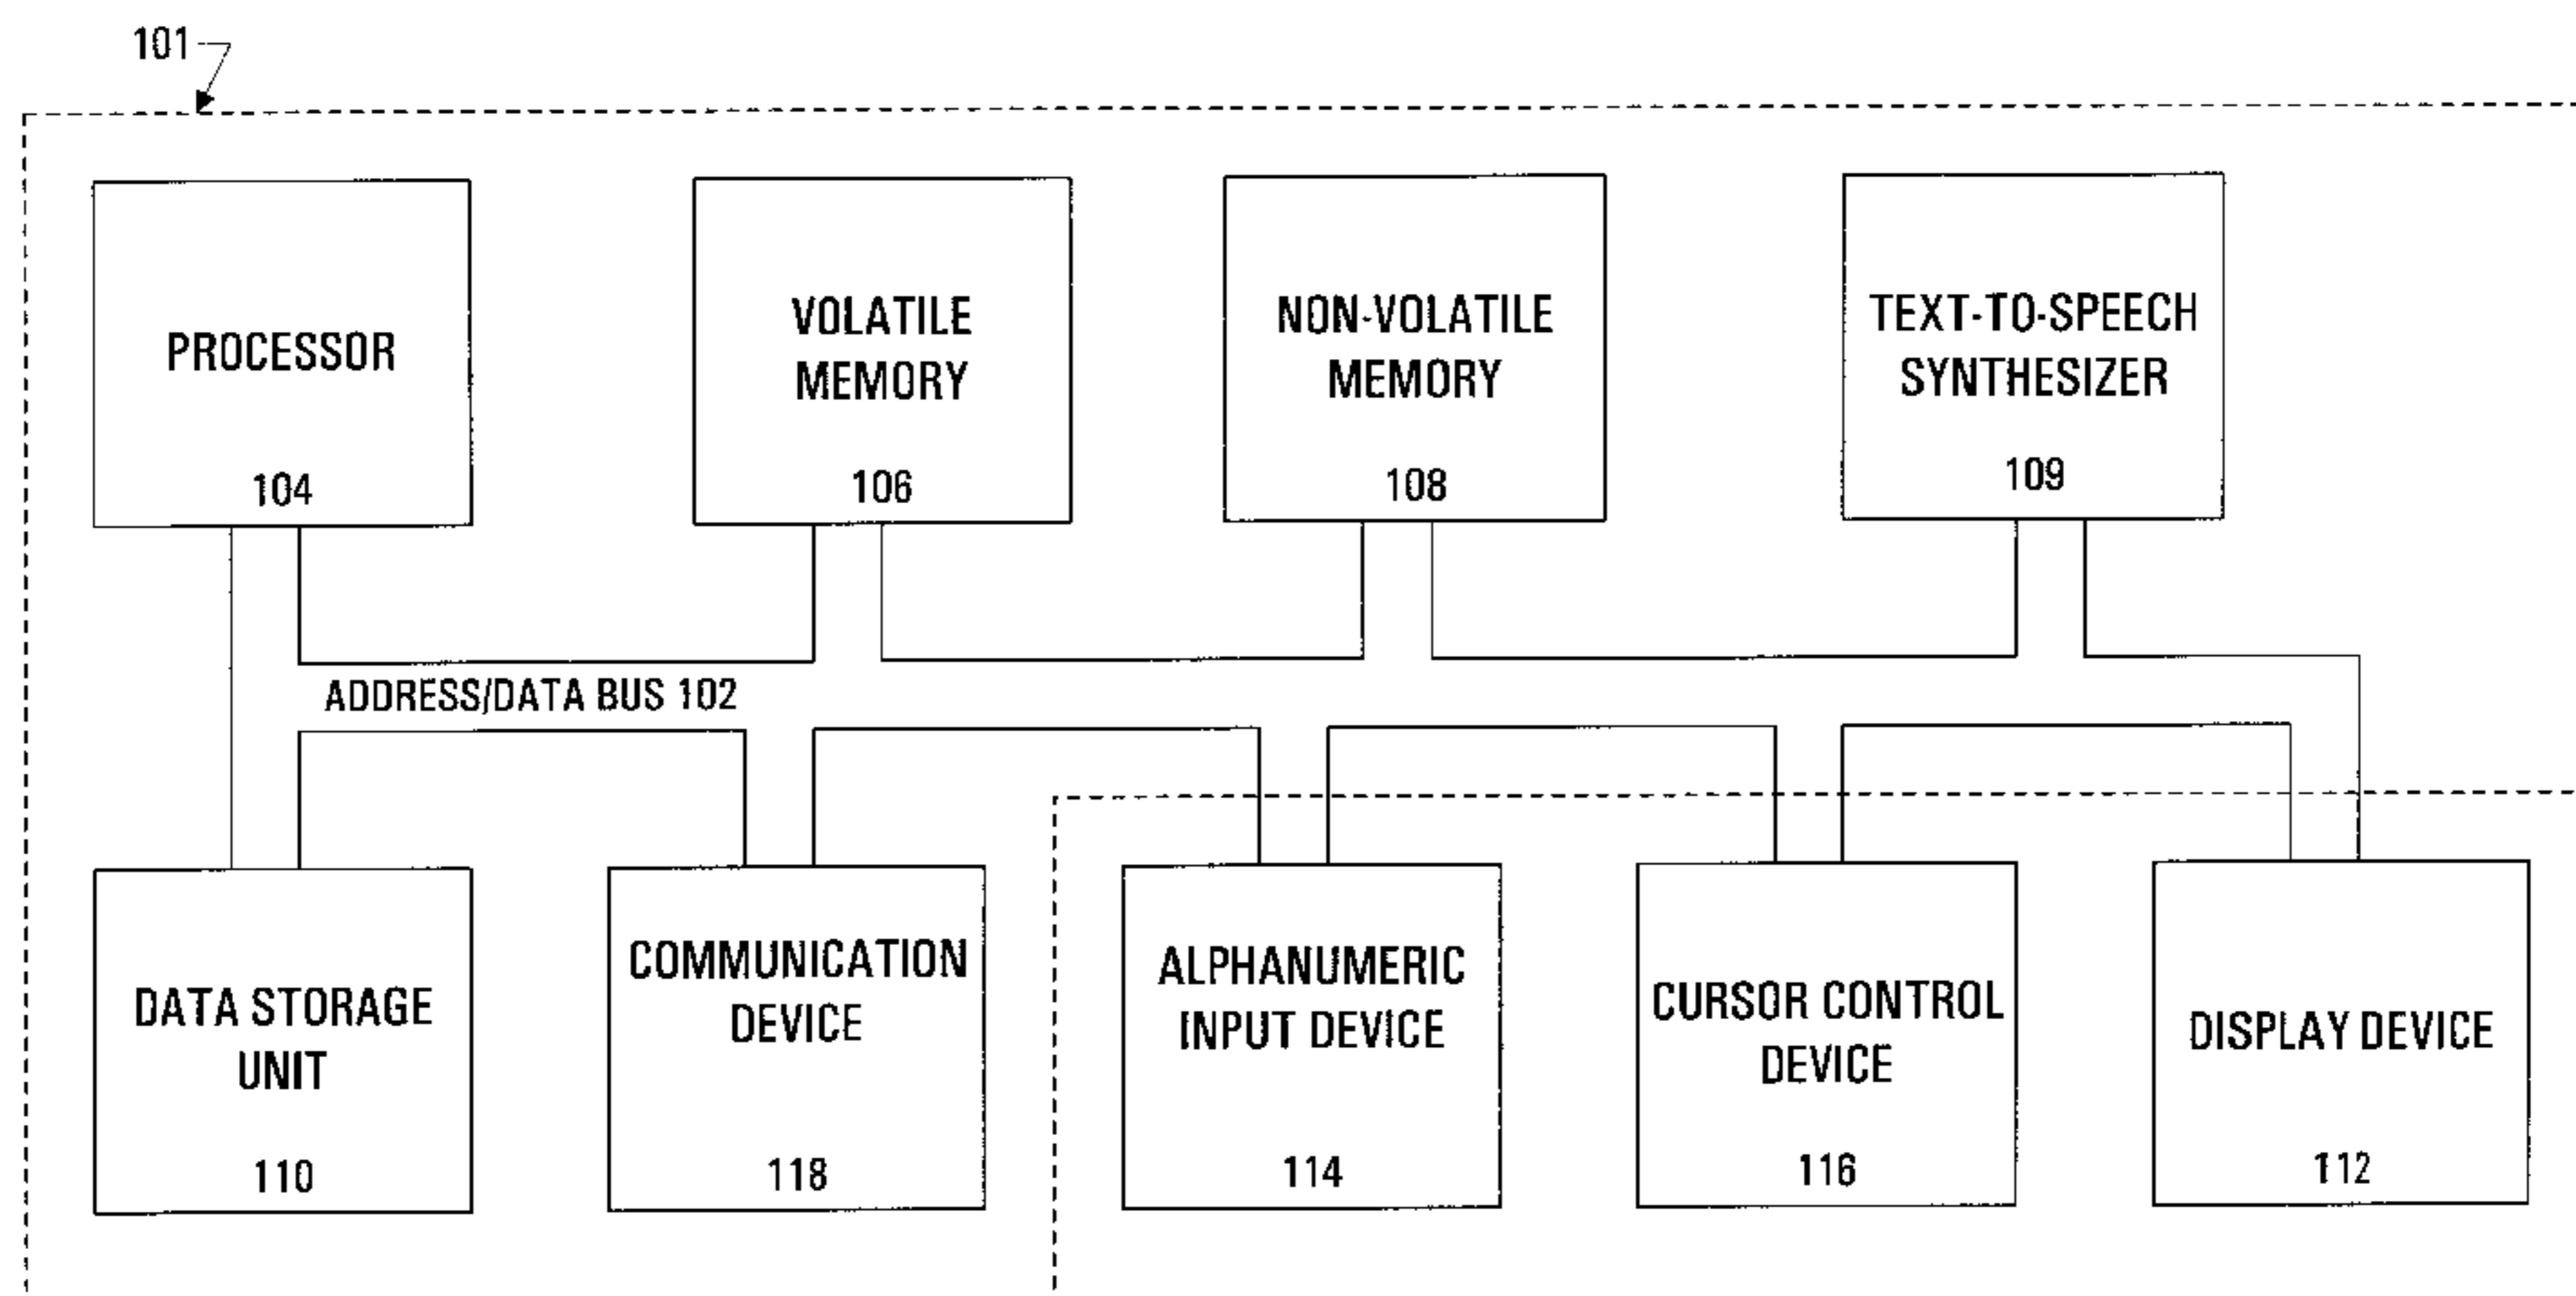 101
PROCESSOR
104
VOLATILE
MEMORY
106
NON-VOLATILE
MEMORY
108
TEXT-TO-SPEECH
SYNTHESIZER
109
ADDRESS/DATA BUS 102
DATA STORAGE
UNIT
110
COMMUNICATION
DEVICE
118
ALPHANUMERIC
INPUT DEVICE
114
CURSOR CONTROL
DEVICE
116
DISPLAY DEVICE
112